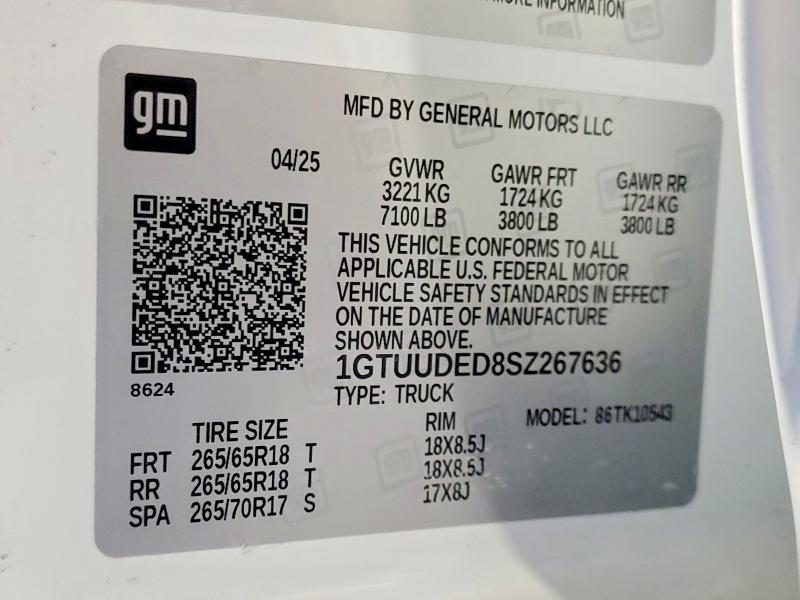 MORE INFORMATION
gm
MFD BY GENERAL MOTORS LLC
04/25
GVWR GAWR FRT GAWR RR
3221 KG 1724 KG 1724 KG
7100 LB 3800 LB 3800 LB
THIS VEHICLE CONFORMS TO ALL
APPLICABLE U.S. FEDERAL MOTOR
VEHICLE SAFETY STANDARDS IN EFFECT
ON THE DATE OF MANUFACTURE
SHOWN ABOVE.
1GTUUDED8SZ267636
8624
TYPE: TRUCK
TIRE SIZE RIM MODEL: 86TK10543
FRT 265/65R18 T 18X8.5J
RR 265/65R18 T 18X8.5J
SPA 265/70R17 S 17X8J